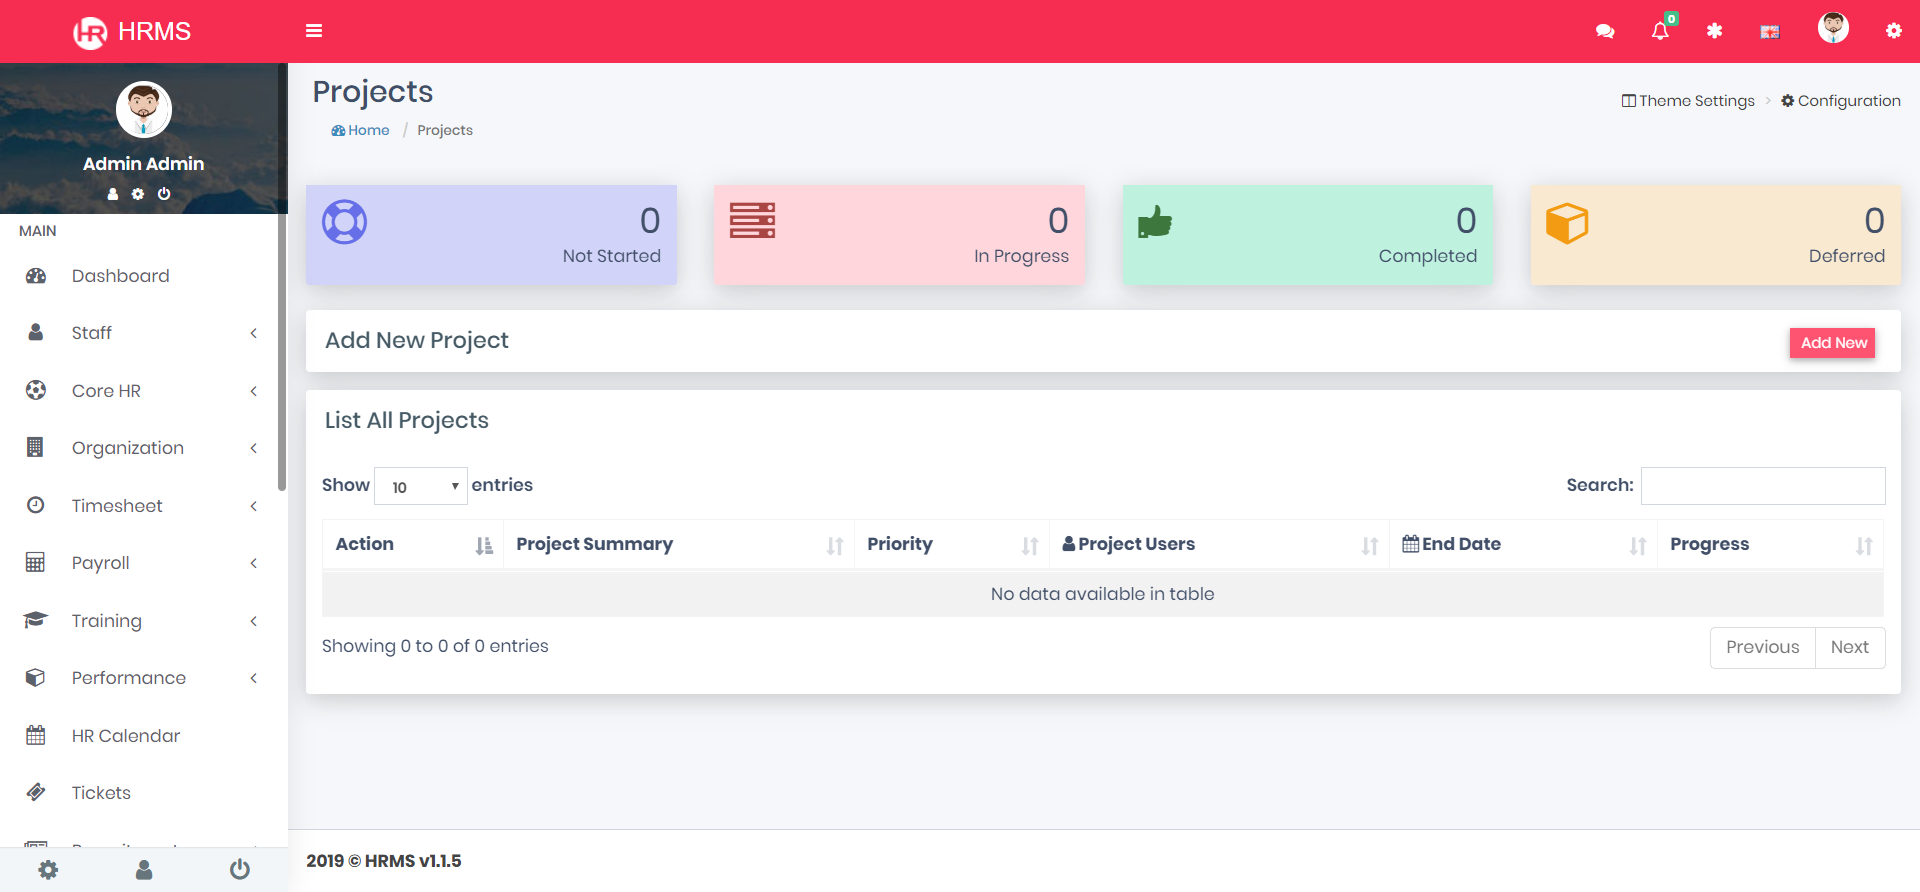 HR HRMS
0
Projects
Home / Projects
Theme Settings > Configuration
Admin Admin
MAIN
Dashboard
Staff
Core HR
Organization
Timesheet
Payroll
Training
Performance
HR Calendar
Tickets
0
Not Started
0
In Progress
0
Completed
0
Deferred
Add New Project
Add New
List All Projects
Show 10 entries
Search:
Action Project Summary Priority Project Users End Date Progress
No data available in table
Showing 0 to 0 of 0 entries
Previous Next
2019 © HRMS v1.1.5